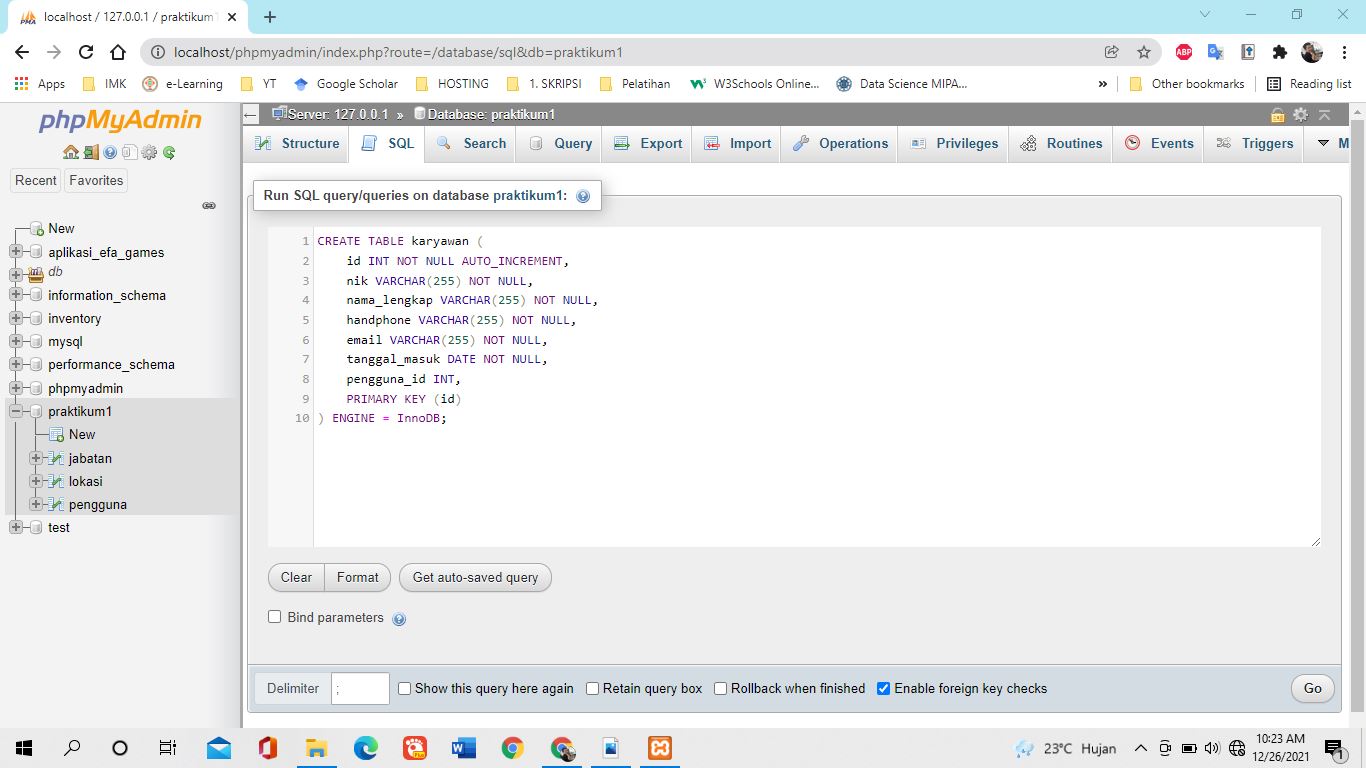 localhost / 127.0.0.1 / praktikum1
localhost/phpmyadmin/index.php?route=/database/sql&db=praktikum1
ABP
Apps IMK e-Learning YT Google Scholar HOSTING 1. SKRIPSI Pelatihan W3Schools Online... Data Science MIPA... » Other bookmarks Reading list
phpMyAdmin
Recent Favorites
New
aplikasi_efa_games
db
information_schema
inventory
mysql
performance_schema
phpmyadmin
praktikum1
New
jabatan
lokasi
pengguna
test
Server: 127.0.0.1 » Database: praktikum1
Structure SQL Search Query Export Import Operations Privileges Routines Events Triggers M
Run SQL query/queries on database praktikum1:
1 CREATE TABLE karyawan (
2 id INT NOT NULL AUTO_INCREMENT,
3 nik VARCHAR(255) NOT NULL,
4 nama_lengkap VARCHAR(255) NOT NULL,
5 handphone VARCHAR(255) NOT NULL,
6 email VARCHAR(255) NOT NULL,
7 tanggal_masuk DATE NOT NULL,
8 pengguna_id INT,
9 PRIMARY KEY (id)
10 ) ENGINE = InnoDB;
Clear Format Get auto-saved query
Bind parameters
Delimiter ; Show this query here again Retain query box Rollback when finished Enable foreign key checks Go
23°C Hujan
10:23 AM
12/26/2021
1